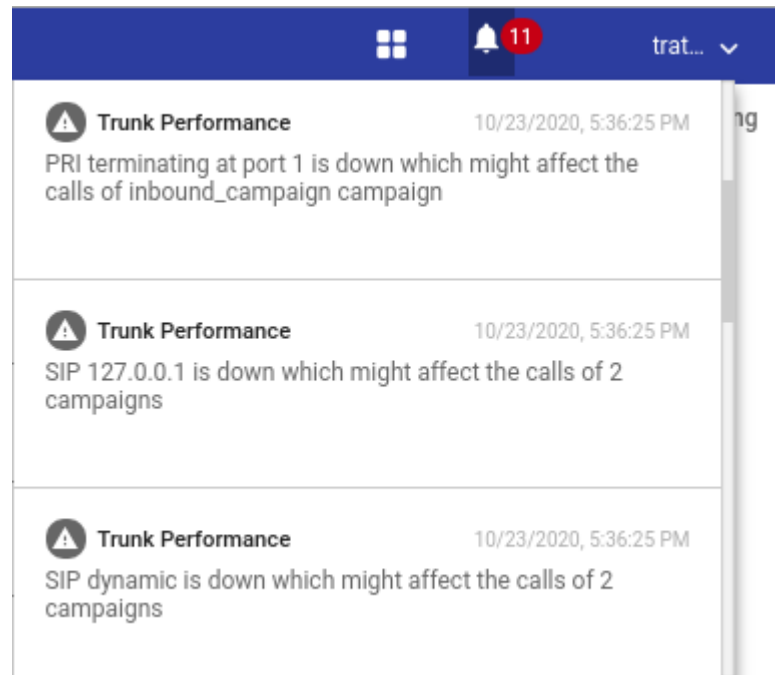 11
trat...
ng
Trunk Performance 10/23/2020, 5:36:25 PM
PRI terminating at port 1 is down which might affect the
calls of inbound_campaign campaign
Trunk Performance 10/23/2020, 5:36:25 PM
SIP 127.0.0.1 is down which might affect the calls of 2
campaigns
Trunk Performance 10/23/2020, 5:36:25 PM
SIP dynamic is down which might affect the calls of 2
campaigns